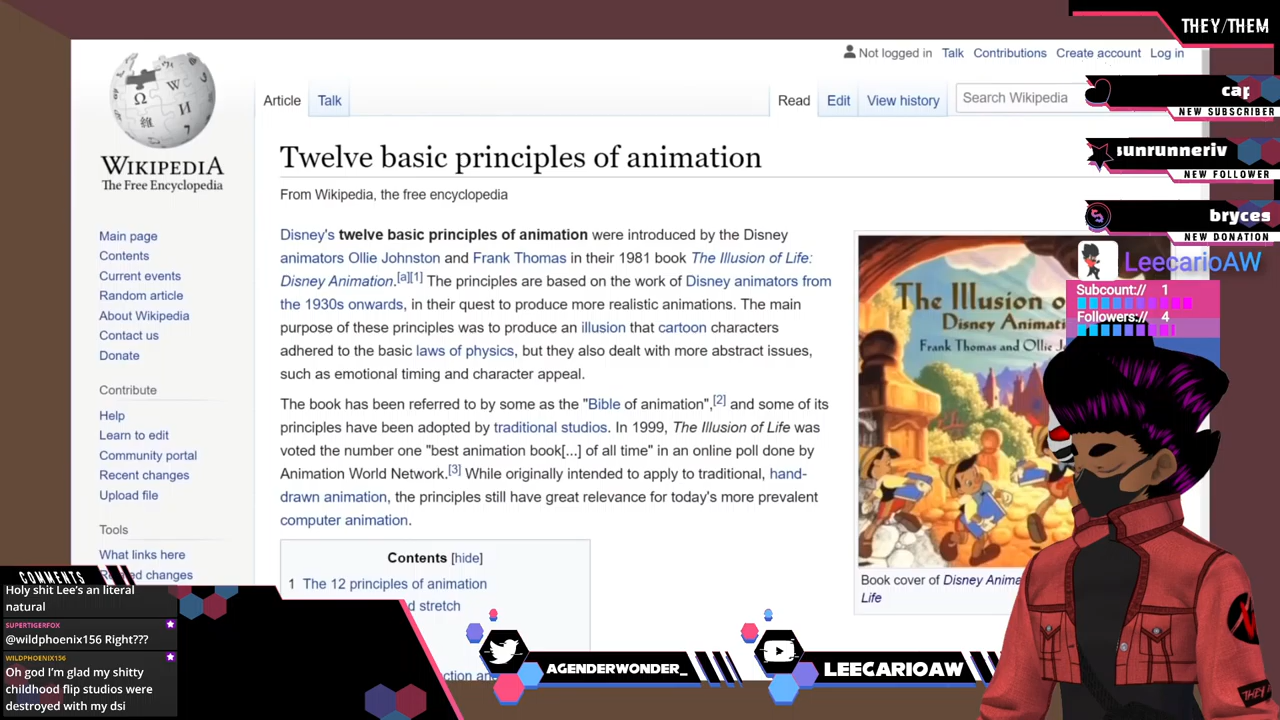 THEY/THEM
Not logged in Talk Contributions Create account Log in
Article Talk Read Edit View history Search Wikipedia
cap
NEW SUBSCRIBER
sunrunneriv
NEW FOLLOWER
bryces
NEW DONATION
LeecarioAW
Subcount:// 1
Followers:// 4
WIKIPEDIA
The Free Encyclopedia
Main page
Contents
Current events
Random article
About Wikipedia
Contact us
Donate
Contribute
Help
Learn to edit
Community portal
Recent changes
Upload file
Tools
What links here
changes
Twelve basic principles of animation
From Wikipedia, the free encyclopedia
Disney's twelve basic principles of animation were introduced by the Disney
animators Ollie Johnston and Frank Thomas in their 1981 book The Illusion of Life:
Disney Animation.[a][1] The principles are based on the work of Disney animators from
the 1930s onwards, in their quest to produce more realistic animations. The main
purpose of these principles was to produce an illusion that cartoon characters
adhered to the basic laws of physics, but they also dealt with more abstract issues,
such as emotional timing and character appeal.
The book has been referred to by some as the "Bible of animation",[2] and some of its
principles have been adopted by traditional studios. In 1999, The Illusion of Life was
voted the number one "best animation book[...] of all time" in an online poll done by
Animation World Network.[3] While originally intended to apply to traditional, hand-
drawn animation, the principles still have great relevance for today's more prevalent
computer animation.
Contents [hide]
1 The 12 principles of animation
d stretch
ction an
The Illusion o
Disney Animati
Frank Thomas and Ollie J
Book cover of Disney Anima
Life
COMMENTS
Holy shit Lee's an literal
natural
SUPERTIGERFOX
@wildphoenix156 Right???
WILDPHOENIX156
Oh god I'm glad my shitty
childhood flip studios were
destroyed with my dsi
AGENDERWONDER_
LEECARIOAW